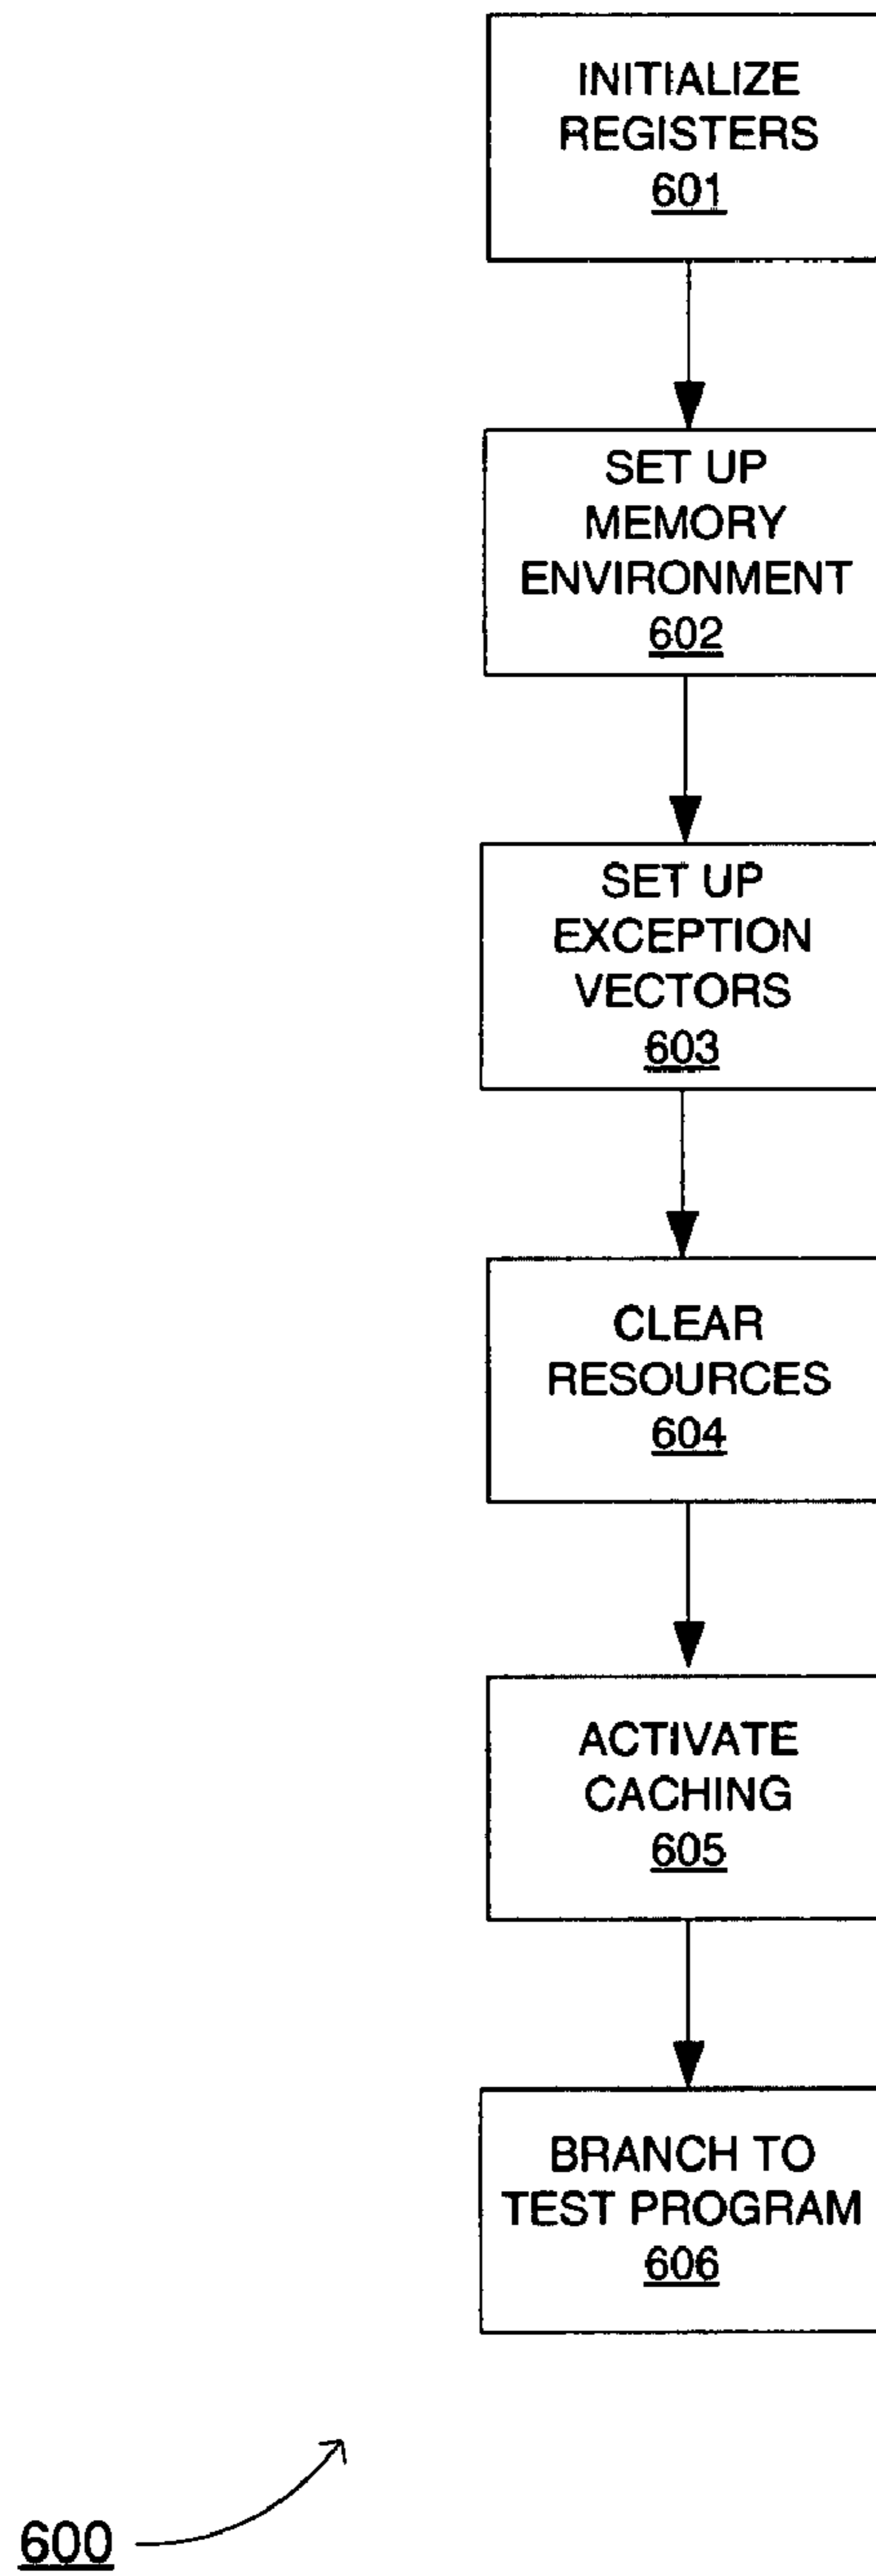 INITIALIZE
REGISTERS
601
SET UP
MEMORY
ENVIRONMENT
602
SET UP
EXCEPTION
VECTORS
603
CLEAR
RESOURCES
604
ACTIVATE
CACHING
605
BRANCH TO
TEST PROGRAM
606
600